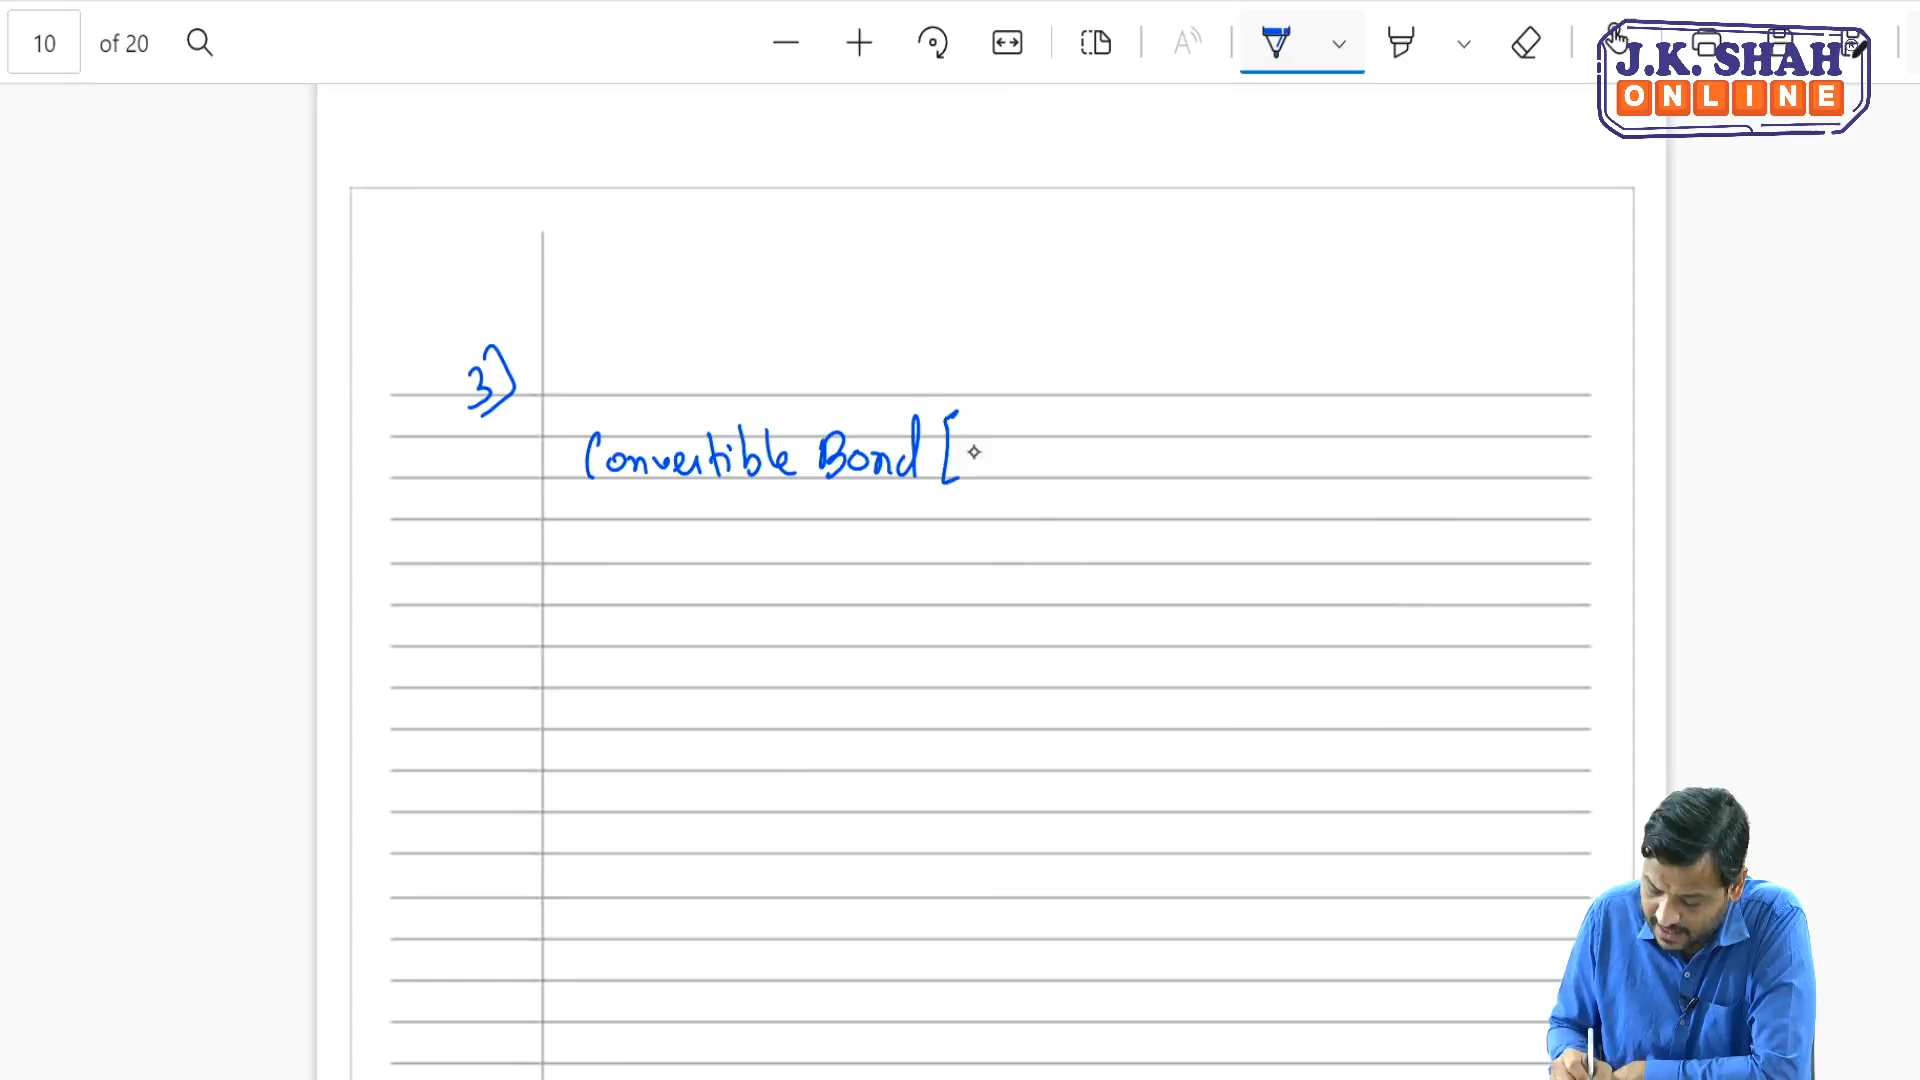 10 of 20
J.K. SHAH
ONLINE
3)
Convertible Bond [